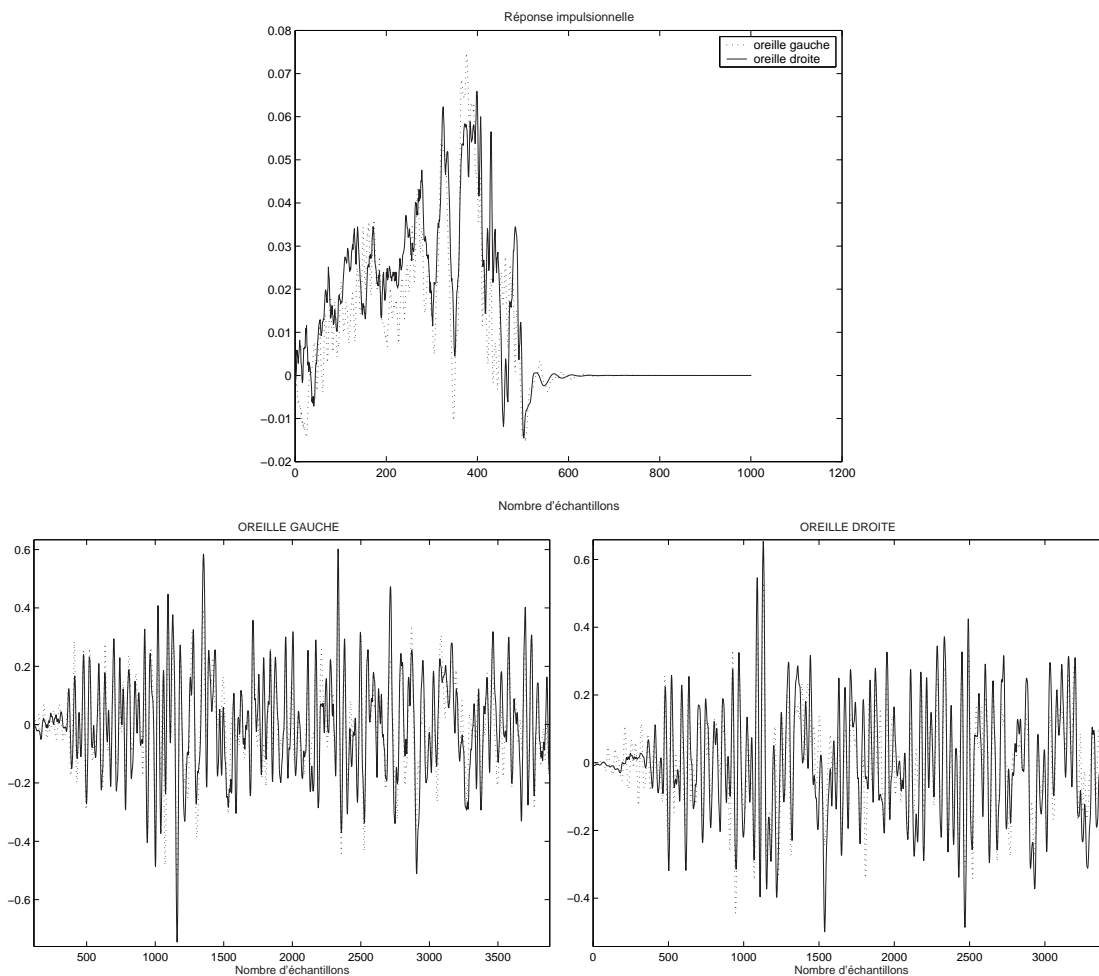 Réponse impulsionnelle
0.08
0.07
0.06
0.05
0.04
0.03
0.02
0.01
0
−0.01
−0.02
oreille gauche
oreille droite
0 200 400 600 800 1000 1200
Nombre d'échantillons
OREILLE GAUCHE
0.6
0.4
0.2
0
−0.2
−0.4
−0.6
500 1000 1500 2000 2500 3000 3500
Nombre d'échantillons
OREILLE DROITE
0.6
0.4
0.2
0
−0.2
−0.4
0 500 1000 1500 2000 2500 3000
Nombre d'échantillons